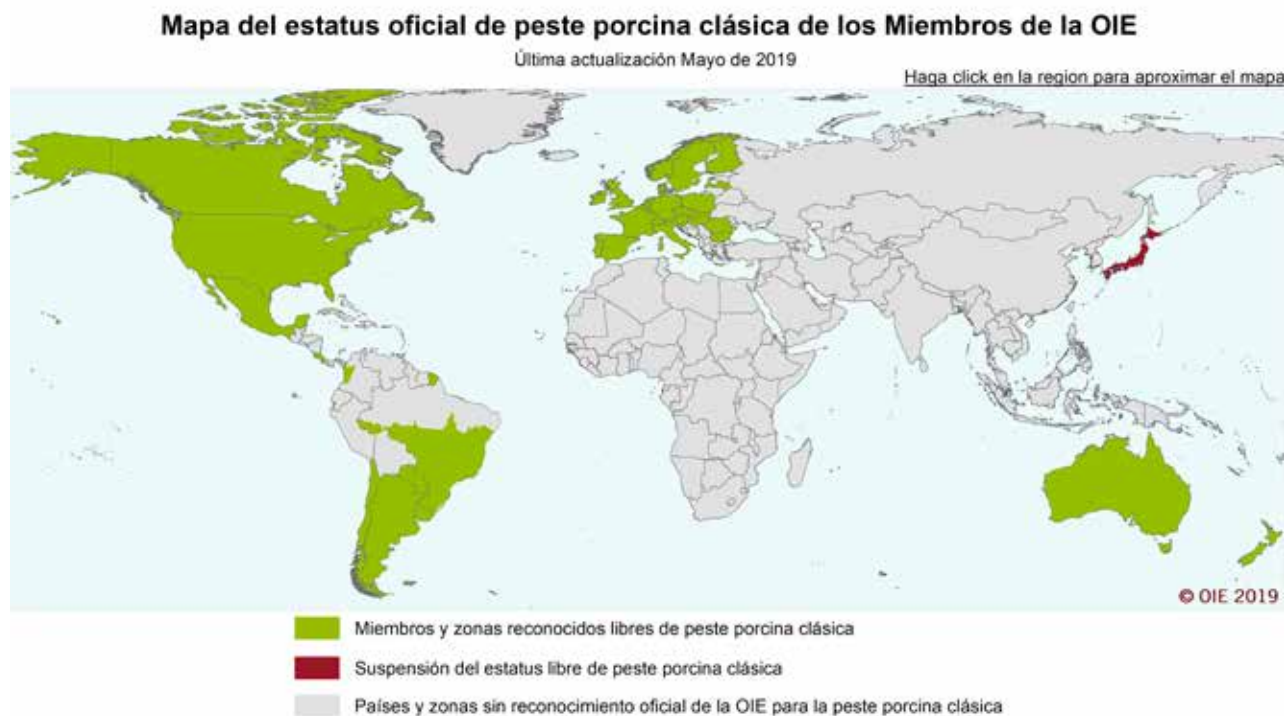 Mapa del estatus oficial de peste porcina clásica de los Miembros de la OIE
Última actualización Mayo de 2019
Haga click en la region para aproximar el mapa
© OIE 2019
Miembros y zonas reconocidos libres de peste porcina clásica
Suspensión del estatus libre de peste porcina clásica
Países y zonas sin reconocimiento oficial de la OIE para la peste porcina clásica